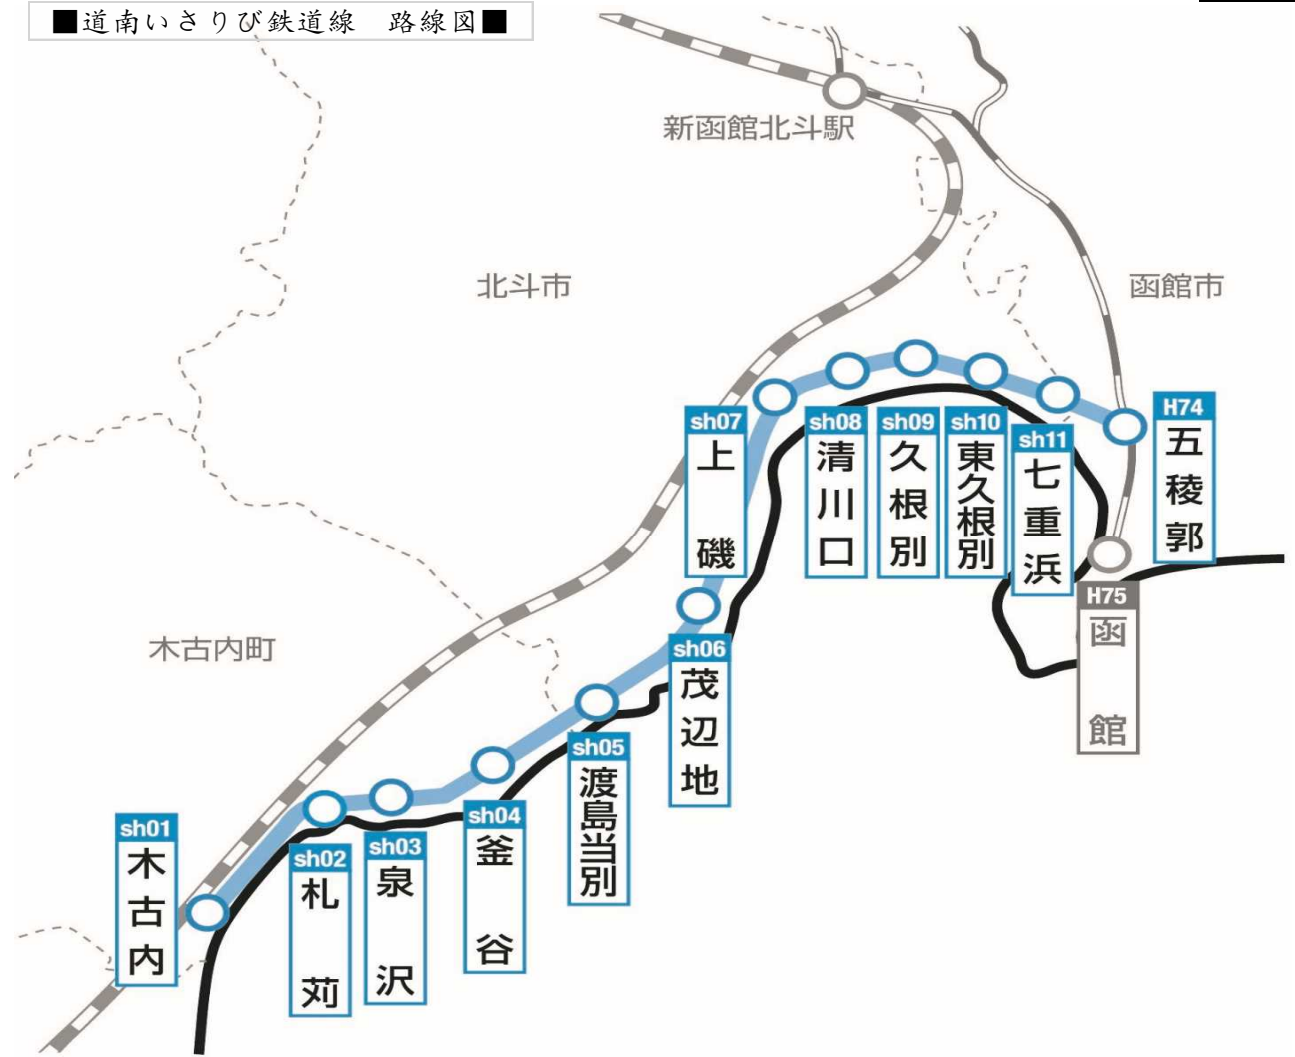 ■道南いさりび鉄道線　路線図■
新函館北斗駅
北斗市
函館市
木古内町
sh01
木古内
sh02
札苅
sh03
泉沢
sh04
釜谷
sh05
渡島当別
sh06
茂辺地
sh07
上磯
sh08
清川口
sh09
久根別
sh10
東久根別
sh11
七重浜
H74
五稜郭
H75
函館